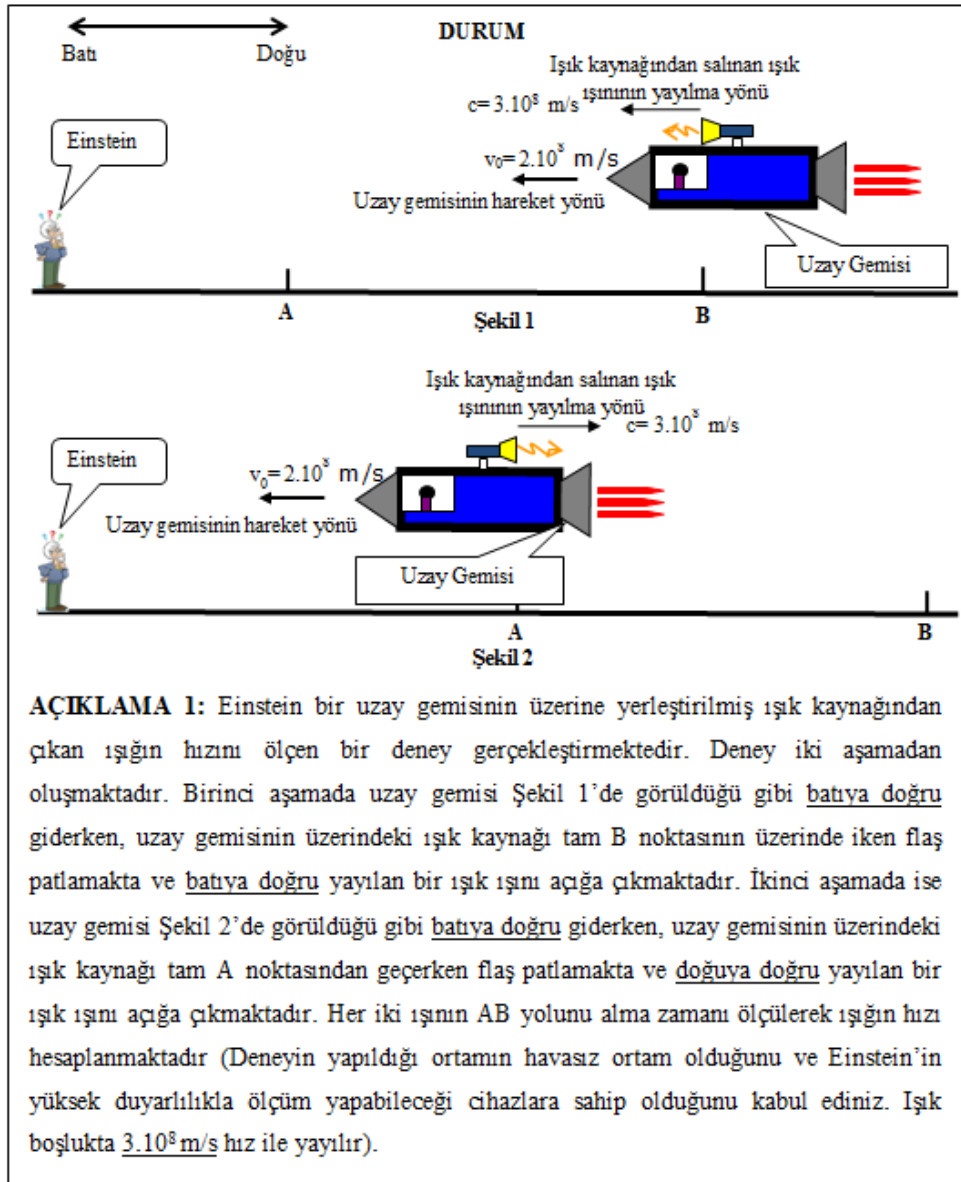 DURUM
Batı
Doğu
Işık kaynağından salınan ışık
ışınının yayılma yönü
c= 3.10⁸ m/s
Einstein
v₀= 2.10⁸ m/s
Uzay gemisinin hareket yönü
Uzay Gemisi
A
B
Şekil 1
Işık kaynağından salınan ışık
ışınının yayılma yönü
c= 3.10⁸ m/s
Einstein
v₀= 2.10⁸ m/s
Uzay gemisinin hareket yönü
Uzay Gemisi
A
B
Şekil 2
AÇIKLAMA 1: Einstein bir uzay gemisinin üzerine yerleştirilmiş ışık kaynağından
çıkan ışığın hızını ölçen bir deney gerçekleştirmektedir. Deney iki aşamadan
oluşmaktadır. Birinci aşamada uzay gemisi Şekil 1’de görüldüğü gibi batıya doğru
giderken, uzay gemisinin üzerindeki ışık kaynağı tam B noktasının üzerinde iken flaş
patlamakta ve batıya doğru yayılan bir ışık ışını açığa çıkmaktadır. İkinci aşamada ise
uzay gemisi Şekil 2’de görüldüğü gibi batıya doğru giderken, uzay gemisinin üzerindeki
ışık kaynağı tam A noktasından geçerken flaş patlamakta ve doğuya doğru yayılan bir
ışık ışını açığa çıkmaktadır. Her iki ışının AB yolunu alma zamanı ölçülerek ışığın hızı
hesaplanmaktadır (Deneyin yapıldığı ortamın havasız ortam olduğunu ve Einstein’in
yüksek duyarlılıkla ölçüm yapabileceği cihazlara sahip olduğunu kabul ediniz. Işık
boşlukta 3.10⁸ m/s hız ile yayılır).